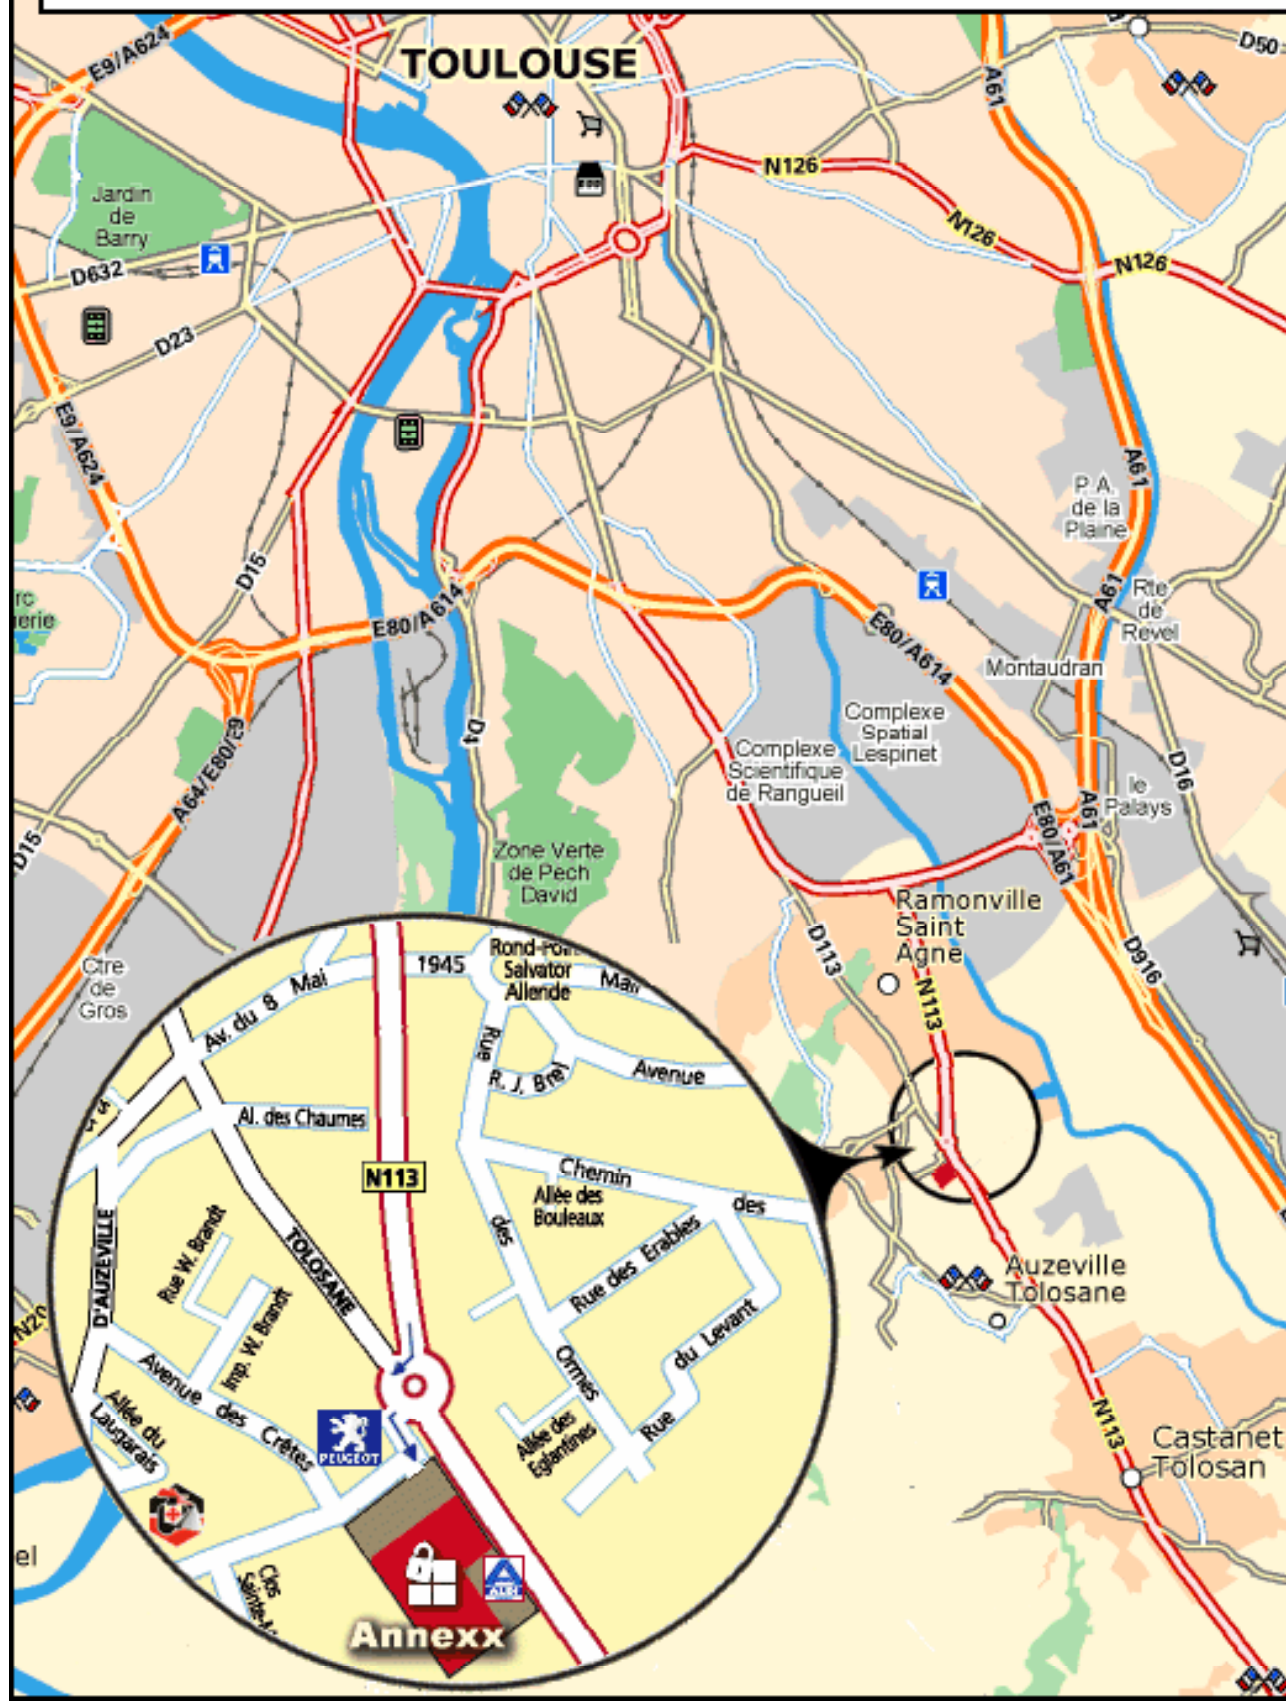 E9/A624
TOULOUSE
A61
D50
Jardin
de
Barry
N126
N126
N126
D632
D23
E9/A624
A61
P.A.
de la
Plaine
D15
E80/A614
A61
Rte
de
Revel
E80/A614
Montaudran
D4
Complexe
Spatial
Lespinet
Complexe
Scientifique
de Rangueil
A64/E80/E9
D16
le
Palays
A61
E80/A61
D15
Zone Verte
de Pech
David
Ramonville
Saint
Agne
D113
N113
D916
Ctre
de
Gros
Av. du 8 Mai
1945
Rond-Point
Salvator
Allende
Mail
Rue
R. J. Brel
Avenue
Al. des Chaumes
N113
Chemin
des
Allée des
Bouleaux
des
Rue des Erables
D'AUZEVILLE
Rue W. Brandt
TOLOSANE
Imp. W. Brandt
Auzeville
Tolosane
N20
Avenue des Crêtes
Ormes
Rue du Levant
Allée du
Laugarais
PEUGEOT
Allée des
Eglantines
N113
Castanet
Tolosan
el
Clos
ALDI
Annexx